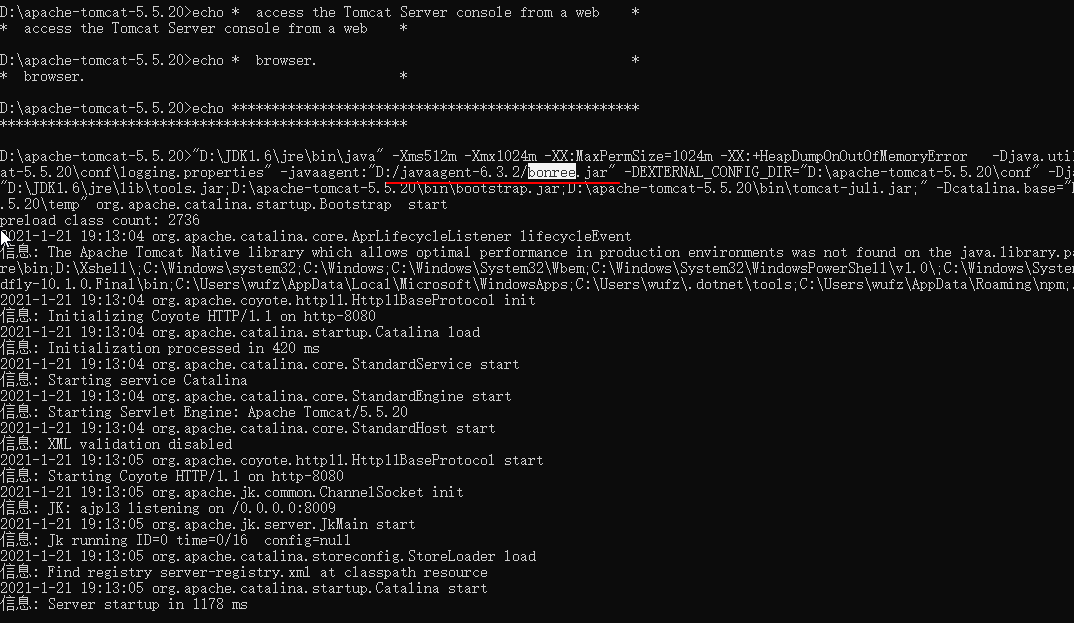 D:\apache-tomcat-5.5.20>echo *  access the Tomcat Server console from a web    *
*  access the Tomcat Server console from a web    *
D:\apache-tomcat-5.5.20>echo *  browser.                                       *
*  browser.                                       *
D:\apache-tomcat-5.5.20>echo ***************************************************
***************************************************
D:\apache-tomcat-5.5.20>"D:\JDK1.6\jre\bin\java" -Xms512m -Xmx1024m -XX:MaxPermSize=1024m -XX:+HeapDumpOnOutOfMemoryError   -Djava.util
at-5.5.20\conf\logging.properties" -javaagent:"D:/javaagent-6.3.2/bonree.jar" -DEXTERNAL_CONFIG_DIR="D:\apache-tomcat-5.5.20\conf" -Dj
"D:\JDK1.6\jre\lib\tools.jar;D:\apache-tomcat-5.5.20\bin\bootstrap.jar;D:\apache-tomcat-5.5.20\bin\tomcat-juli.jar;" -Dcatalina.base="D
.5.20\temp" org.apache.catalina.startup.Bootstrap  start
preload class count: 2736
2021-1-21 19:13:04 org.apache.catalina.core.AprLifecycleListener lifecycleEvent
信息: The Apache Tomcat Native library which allows optimal performance in production environments was not found on the java.library.pa
re\bin;D:\Xshell\;C:\Windows\system32;C:\Windows;C:\Windows\System32\Wbem;C:\Windows\System32\WindowsPowerShell\v1.0\;C:\Windows\System
dfly-10.1.0.Final\bin;C:\Users\wufz\AppData\Local\Microsoft\WindowsApps;C:\Users\wufz\.dotnet\tools;C:\Users\wufz\AppData\Roaming\npm;.
2021-1-21 19:13:04 org.apache.coyote.http11.Http11BaseProtocol init
信息: Initializing Coyote HTTP/1.1 on http-8080
2021-1-21 19:13:04 org.apache.catalina.startup.Catalina load
信息: Initialization processed in 420 ms
2021-1-21 19:13:04 org.apache.catalina.core.StandardService start
信息: Starting service Catalina
2021-1-21 19:13:04 org.apache.catalina.core.StandardEngine start
信息: Starting Servlet Engine: Apache Tomcat/5.5.20
2021-1-21 19:13:04 org.apache.catalina.core.StandardHost start
信息: XML validation disabled
2021-1-21 19:13:05 org.apache.coyote.http11.Http11BaseProtocol start
信息: Starting Coyote HTTP/1.1 on http-8080
2021-1-21 19:13:05 org.apache.jk.common.ChannelSocket init
信息: JK: ajp13 listening on /0.0.0.0:8009
2021-1-21 19:13:05 org.apache.jk.server.JkMain start
信息: Jk running ID=0 time=0/16  config=null
2021-1-21 19:13:05 org.apache.catalina.storeconfig.StoreLoader load
信息: Find registry server-registry.xml at classpath resource
2021-1-21 19:13:05 org.apache.catalina.startup.Catalina start
信息: Server startup in 1178 ms